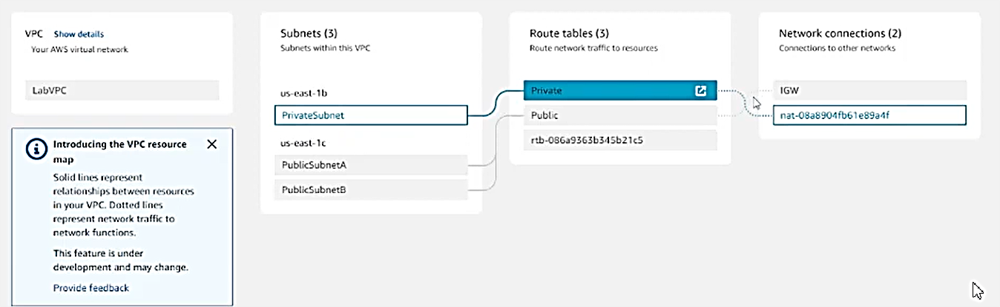 VPC Show details
Your AWS virtual network
LabVPC
Introducing the VPC resource
map
Solid lines represent
relationships between resources
in your VPC. Dotted lines
represent network traffic to
network functions.
This feature is under
development and may change.
Provide feedback
Subnets (3)
Subnets within this VPC
us-east-1b
PrivateSubnet
us-east-1c
PublicSubnetA
PublicSubnetB
Route tables (3)
Route network traffic to resources
Private
Public
rtb-086a9363b345b21c5
Network connections (2)
Connections to other networks
IGW
nat-08a8904fb61e89a4f